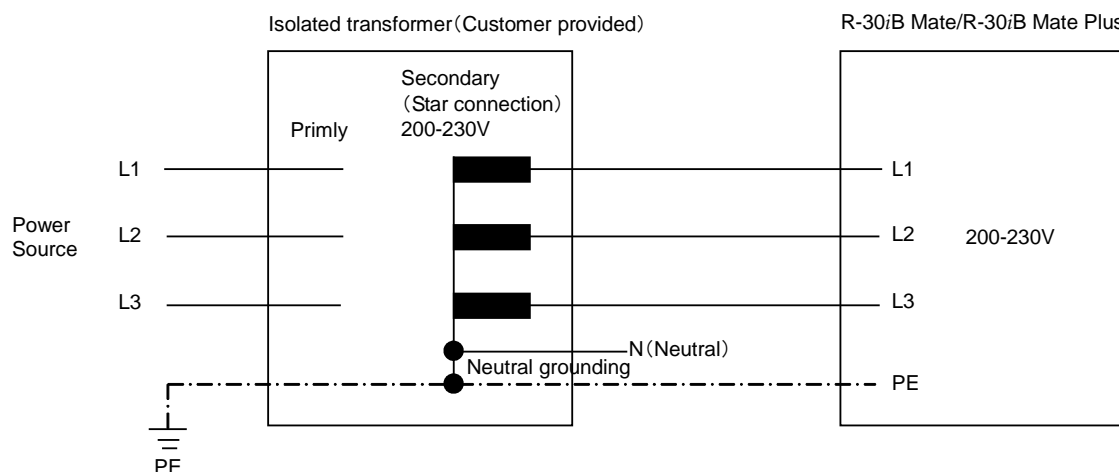 Isolated transformer(Customer provided)
R-30iB Mate/R-30iB Mate Plus
Secondary
(Star connection)
200-230V
Primly
L1
L1
Power
Source
L2
L2
200-230V
L3
L3
N(Neutral)
Neutral grounding
PE
PE